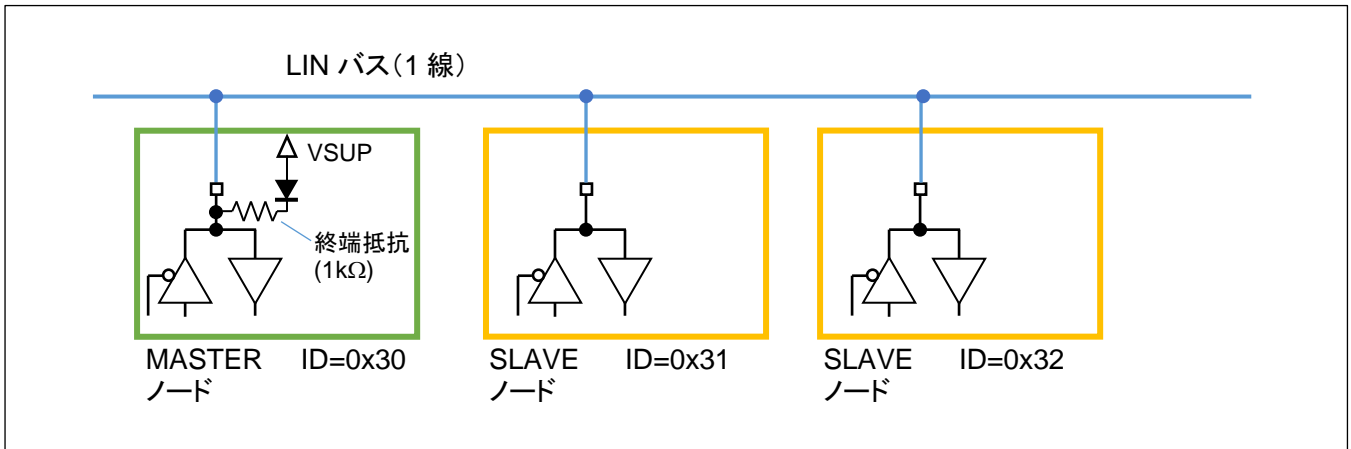 LIN バス(1 線)
VSUP
終端抵抗
(1kΩ)
MASTER ID=0x30
ノード
SLAVE ID=0x31
ノード
SLAVE ID=0x32
ノード